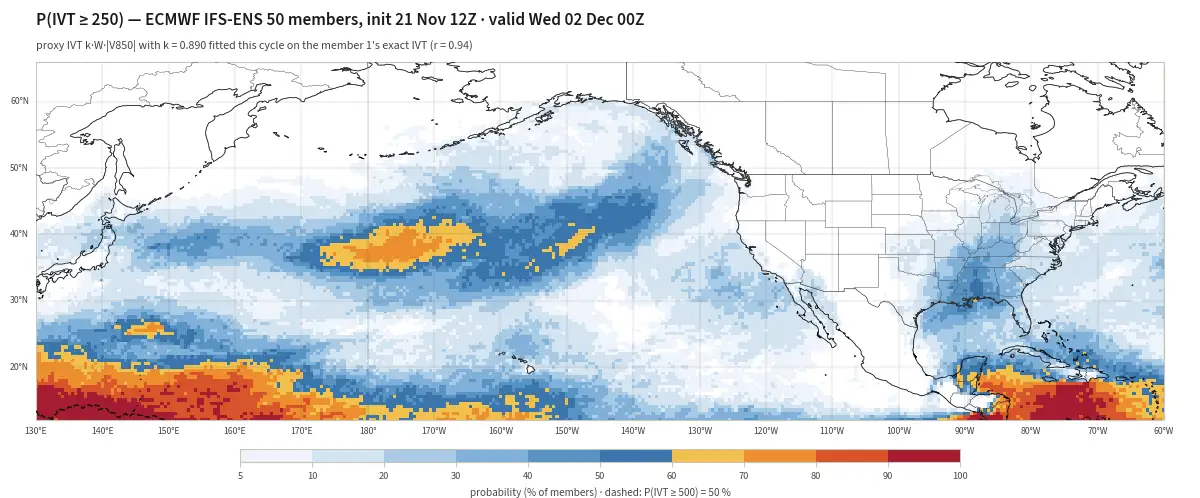 P(IVT ≥ 250) — ECMWF IFS-ENS 50 members, init 21 Nov 12Z · valid Wed 02 Dec 00Z
proxy IVT k·W·|V850| with k = 0.890 fitted this cycle on the member 1's exact IVT (r = 0.94)
60°N
50°N
40°N
30°N
20°N
130°E 140°E 150°E 160°E 170°E 180° 170°W 160°W 150°W 140°W 130°W 120°W 110°W 100°W 90°W 80°W 70°W 60°W
5 10 20 30 40 50 60 70 80 90 100
probability (% of members) · dashed: P(IVT ≥ 500) = 50 %